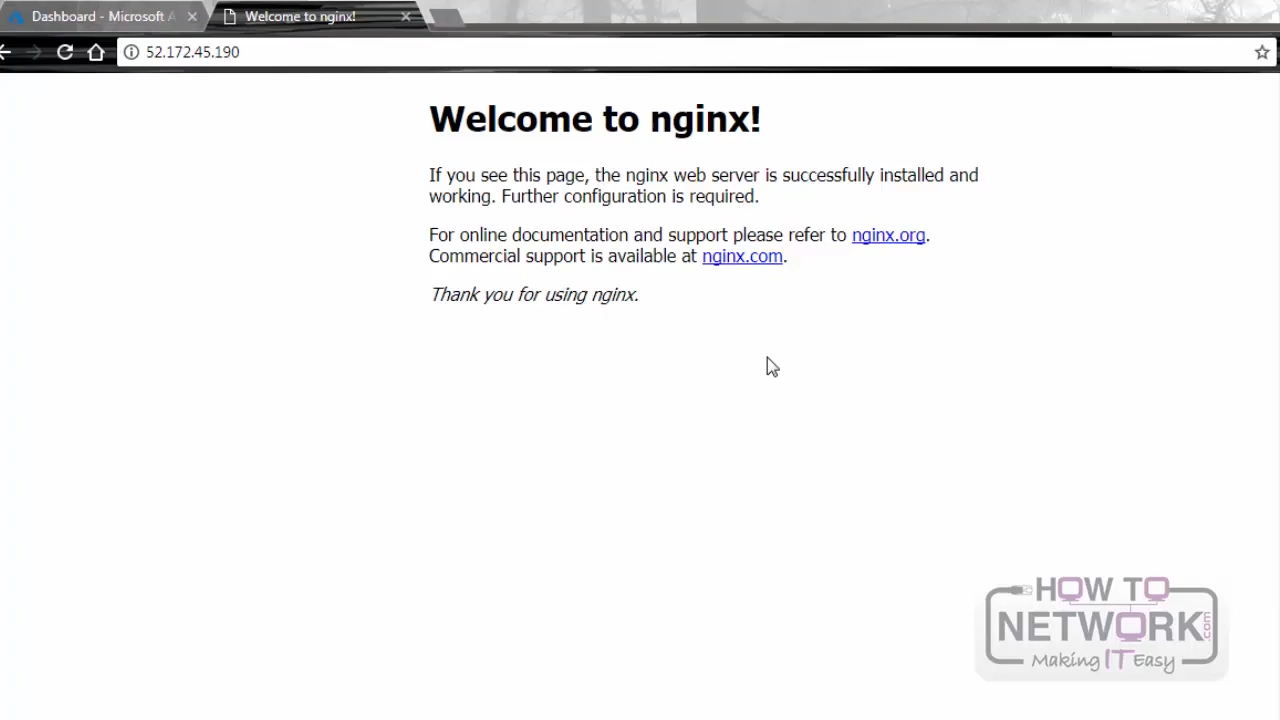 Dashboard - Microsoft A
Welcome to nginx!
52.172.45.190
Welcome to nginx!
If you see this page, the nginx web server is successfully installed and
working. Further configuration is required.
For online documentation and support please refer to nginx.org.
Commercial support is available at nginx.com.
Thank you for using nginx.
HOW TO
NETWORK.com
Making IT Easy